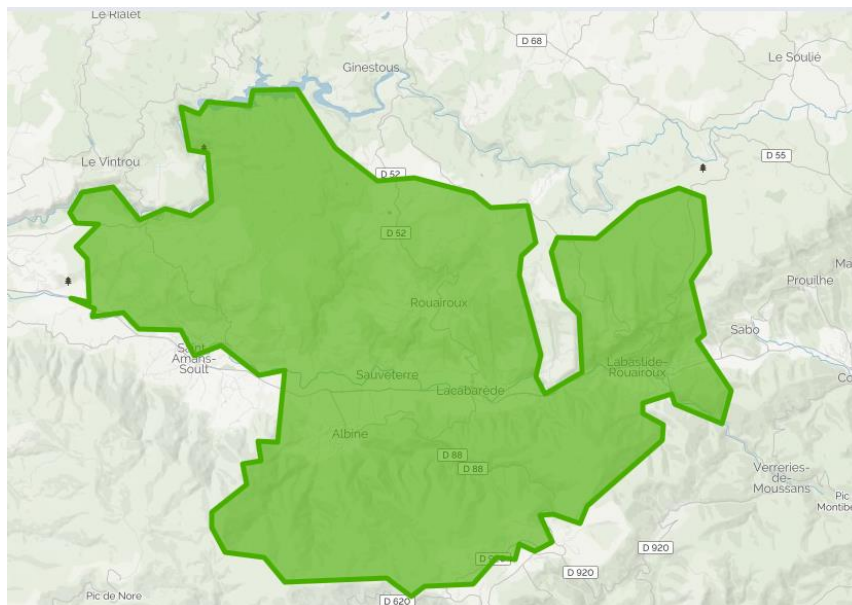 Le Rialet
D 68
Le Soulié
Ginestous
Le Vintrou
D 55
D 52
D 52
Prouilhe
Rouairoux
Sabo
Saint-
Amans-
Soult
Labastide-
Rouairoux
Sauveterre
Lacabarède
Albine
D 88
D 88
Verreries-
de-
Moussans
Pic
D 920
D 920
Pic de Nore
D 620